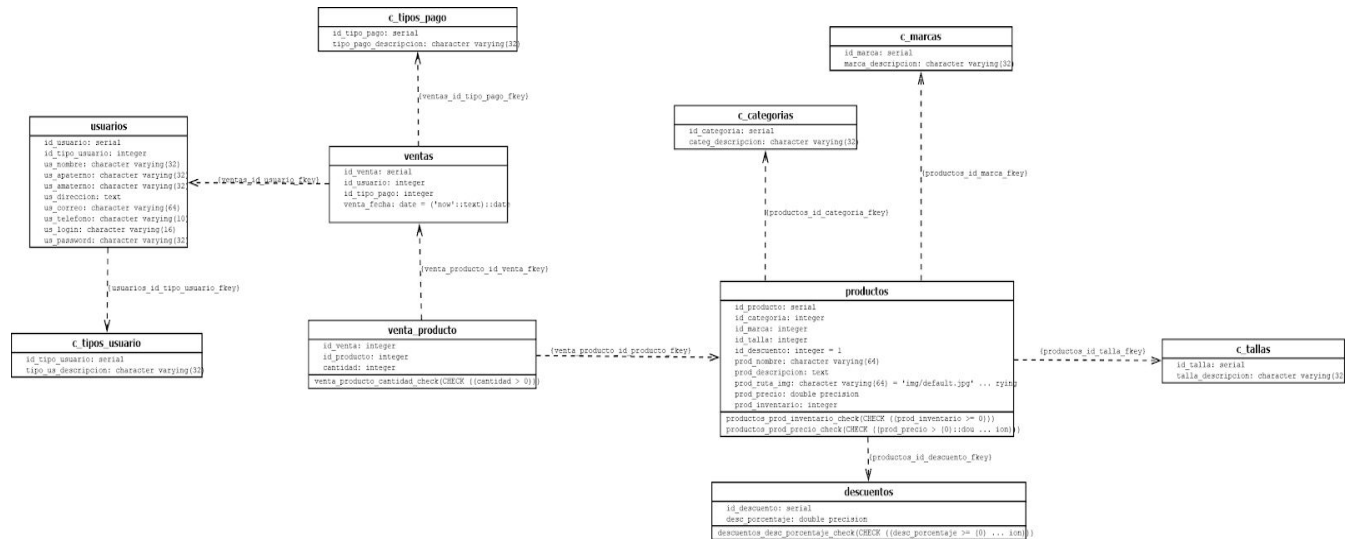 c_tipos_pago
id_tipo_pago: serial
tipo_pago_descripcion: character varying(32)
c_marcas
id_marca: serial
marca_descripcion: character varying(32)
{ventas_id_tipo_pago_fkey}
c_categorias
id_categoria: serial
categ_descripcion: character varying(32)
usuarios
id_usuario: serial
id_tipo_usuario: integer
us_nombre: character varying(32)
us_apaterno: character varying(32)
us_amaterno: character varying(32)
us_direccion: text
us_correo: character varying(64)
us_telefono: character varying(10)
us_login: character varying(16)
us_password: character varying(32)
{ventas_id_usuario_fkey}
ventas
id_venta: serial
id_usuario: integer
id_tipo_pago: integer
venta_fecha: date = ('now'::text)::date
{productos_id_marca_fkey}
{productos_id_categoria_fkey}
{venta_producto_id_venta_fkey}
{usuarios_id_tipo_usuario_fkey}
c_tipos_usuario
id_tipo_usuario: serial
tipo_us_descripcion: character varying(32)
venta_producto
id_venta: integer
id_producto: integer
cantidad: integer
venta_producto_cantidad_check(CHECK ((cantidad > 0)))
{venta_producto_id_producto_fkey}
productos
id_producto: serial
id_categoria: integer
id_marca: integer
id_talla: integer
id_descuento: integer = 1
prod_nombre: character varying(64)
prod_descripcion: text
prod_ruta_img: character varying(64) = 'img/default.jpg' ... rying
prod_precio: double precision
prod_inventario: integer
productos_prod_inventario_check(CHECK ((prod_inventario >= 0)))
productos_prod_precio_check(CHECK ((prod_precio > (0)::dou ... ion)))
{productos_id_talla_fkey}
c_tallas
id_talla: serial
talla_descripcion: character varying(32
{productos_id_descuento_fkey}
descuentos
id_descuento: serial
desc_porcentaje: double precision
descuentos_desc_porcentaje_check(CHECK ((desc_porcentaje >= (0) ... ion)))